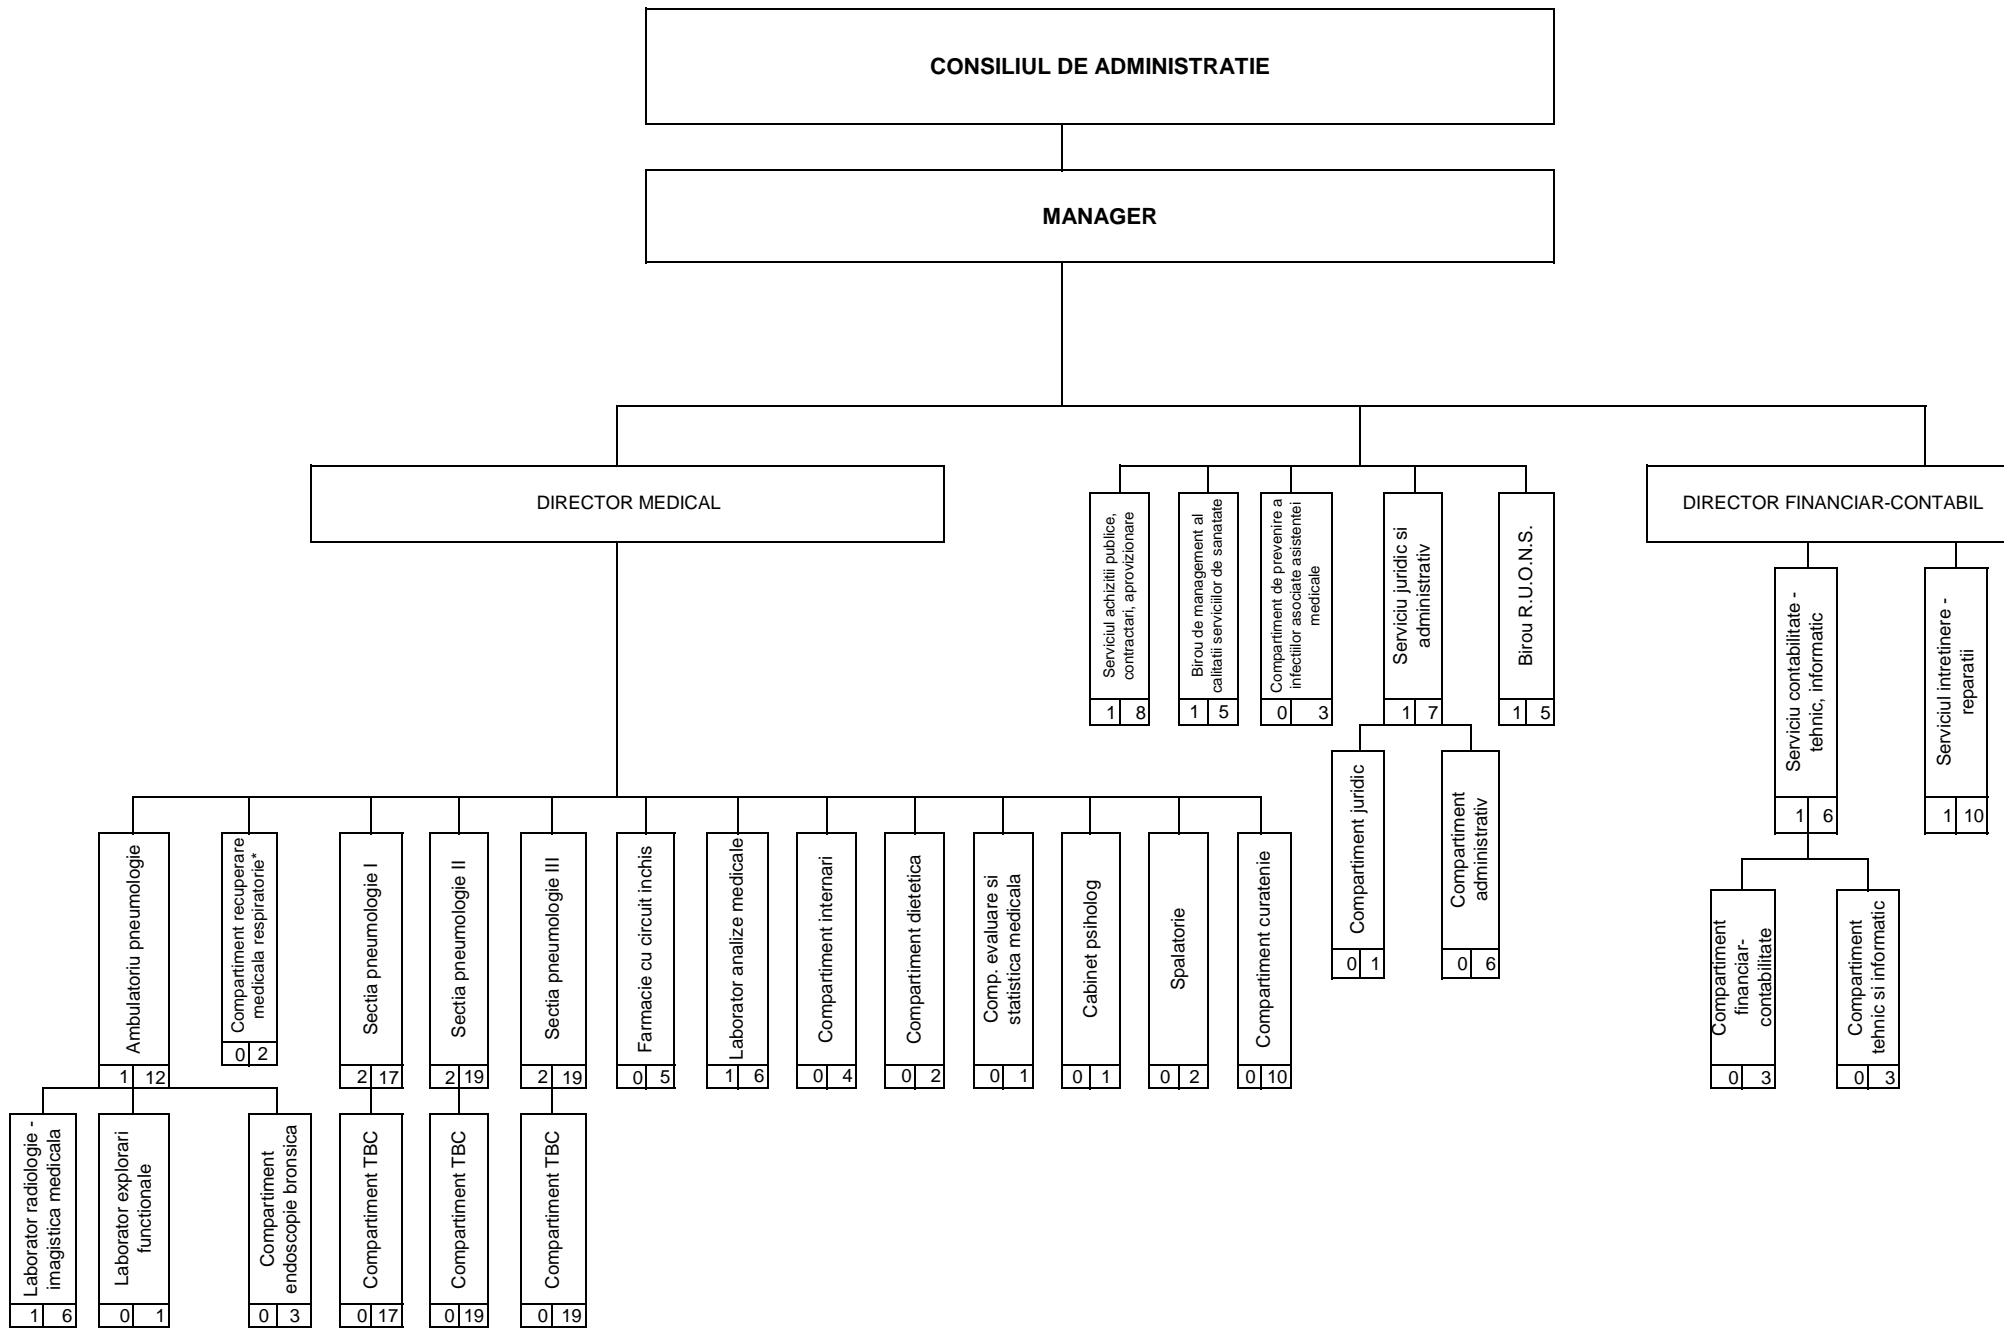 CONSILIUL DE ADMINISTRATIE
MANAGER
DIRECTOR MEDICAL
DIRECTOR FINANCIAR-CONTABIL
Serviciul achizitii publice,
contractari, aprovizionare
1 8
Birou de management al
calitatii serviciilor de sanatate
1 5
Compartiment de prevenire a
infectiilor asociate asistentei
medicale
0 3
Serviciu juridic si
administrativ
1 7
Birou R.U.O.N.S.
1 5
Serviciu contabilitate -
tehnic, informatic
1 6
Serviciul intretinere -
reparatii
1 10
Compartiment juridic
0 1
Compartiment
administrativ
0 6
Compartiment
financiar-
contabilitate
0 3
Compartiment
tehnic si informatic
0 3
Ambulatoriu pneumologie
1 12
Compartiment recuperare
medicala respiratorie*
0 2
Sectia pneumologie I
2 17
Sectia pneumologie II
2 19
Sectia pneumologie III
2 19
Farmacie cu circuit inchis
0 5
Laborator analize medicale
1 6
Compartiment internari
0 4
Compartiment dietetica
0 2
Comp. evaluare si
statistica medicala
0 1
Cabinet psiholog
0 1
Spalatorie
0 2
Compartiment curatenie
0 10
Laborator radiologie -
imagistica medicala
1 6
Laborator explorari
functionale
0 1
Compartiment
endoscopie bronsica
0 3
Compartiment TBC
0 17
Compartiment TBC
0 19
Compartiment TBC
0 19